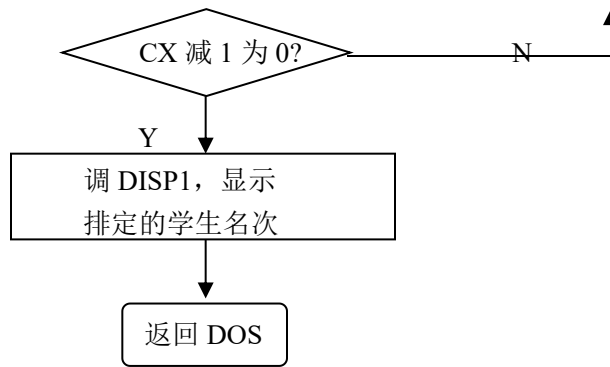 CX 减 1 为 0?
N
Y
调 DISP1，显示
排定的学生名次
返回 DOS